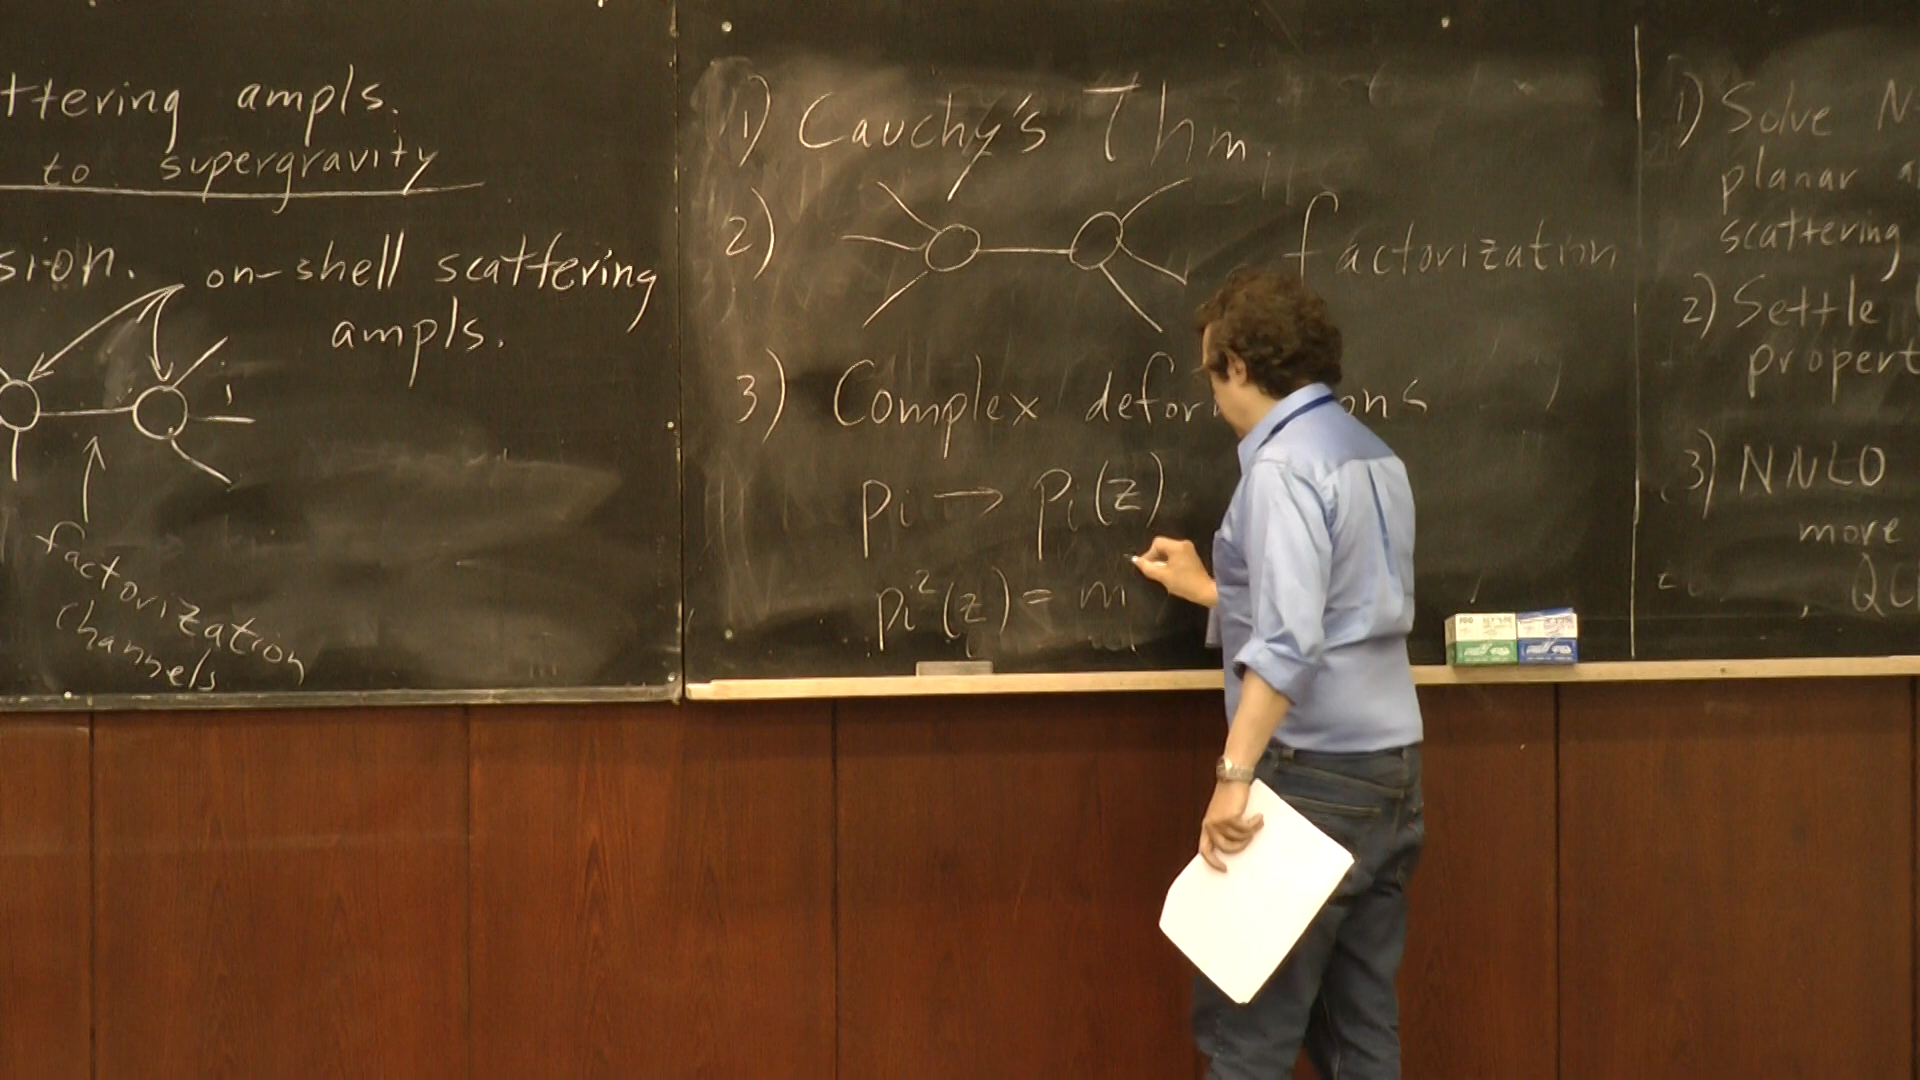 ttering ampls.
to supergravity
sion. on-shell scattering
ampls.
factorization
channels
1) Cauchy's Thm.
2) factorization
3) Complex
pi → pi(z)
pi²(z) = m
1) Solve N
planar
scattering
2) Settle
propert
3) NNLO
more
QC